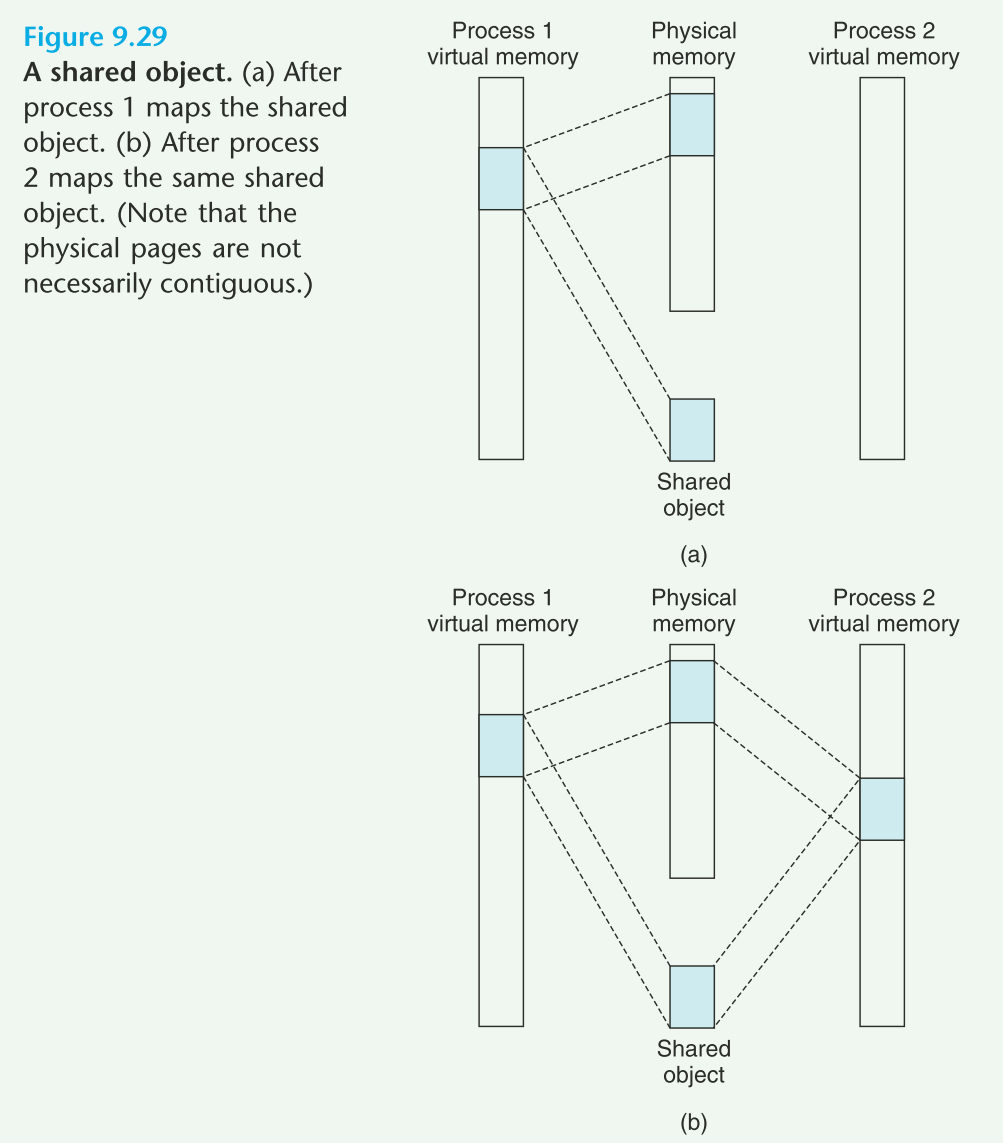 Figure 9.29
A shared object. (a) After
process 1 maps the shared
object. (b) After process
2 maps the same shared
object. (Note that the
physical pages are not
necessarily contiguous.)
Process 1
virtual memory
Physical
memory
Process 2
virtual memory
Shared
object
(a)
Process 1
virtual memory
Physical
memory
Process 2
virtual memory
Shared
object
(b)